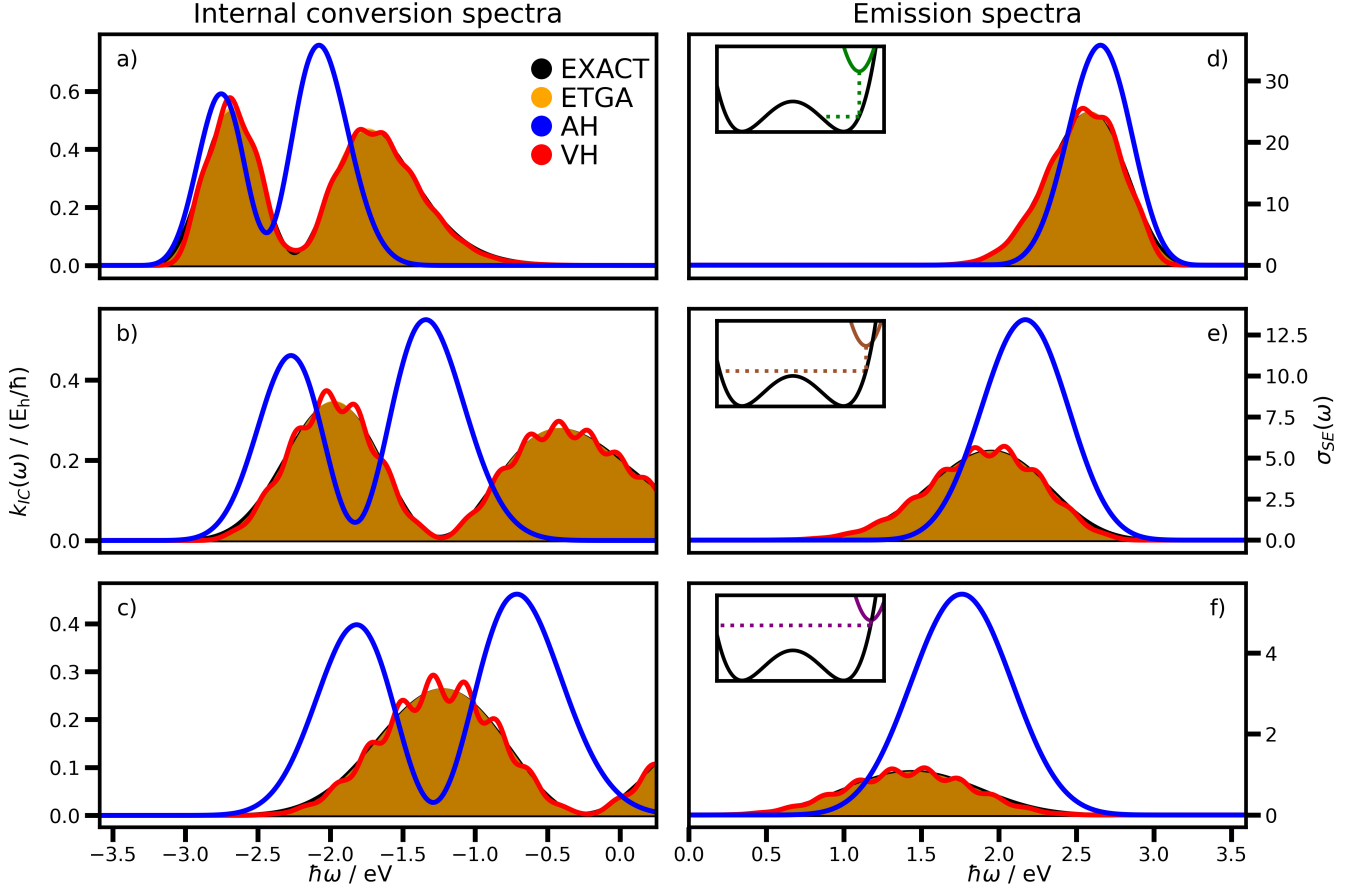 Internal conversion spectra
Emission spectra
a)
EXACT
ETGA
AH
VH
0.6
0.4
0.2
0.0
d)
30
20
10
0
b)
0.4
0.2
0.0
e)
12.5
10.0
7.5
5.0
2.5
0.0
k_{IC}(ω) / (E_h/ħ)
σ_{SE}(ω)
c)
0.4
0.3
0.2
0.1
0.0
f)
4
2
0
−3.5 −3.0 −2.5 −2.0 −1.5 −1.0 −0.5 0.0
0.0 0.5 1.0 1.5 2.0 2.5 3.0 3.5
ħω / eV
ħω / eV